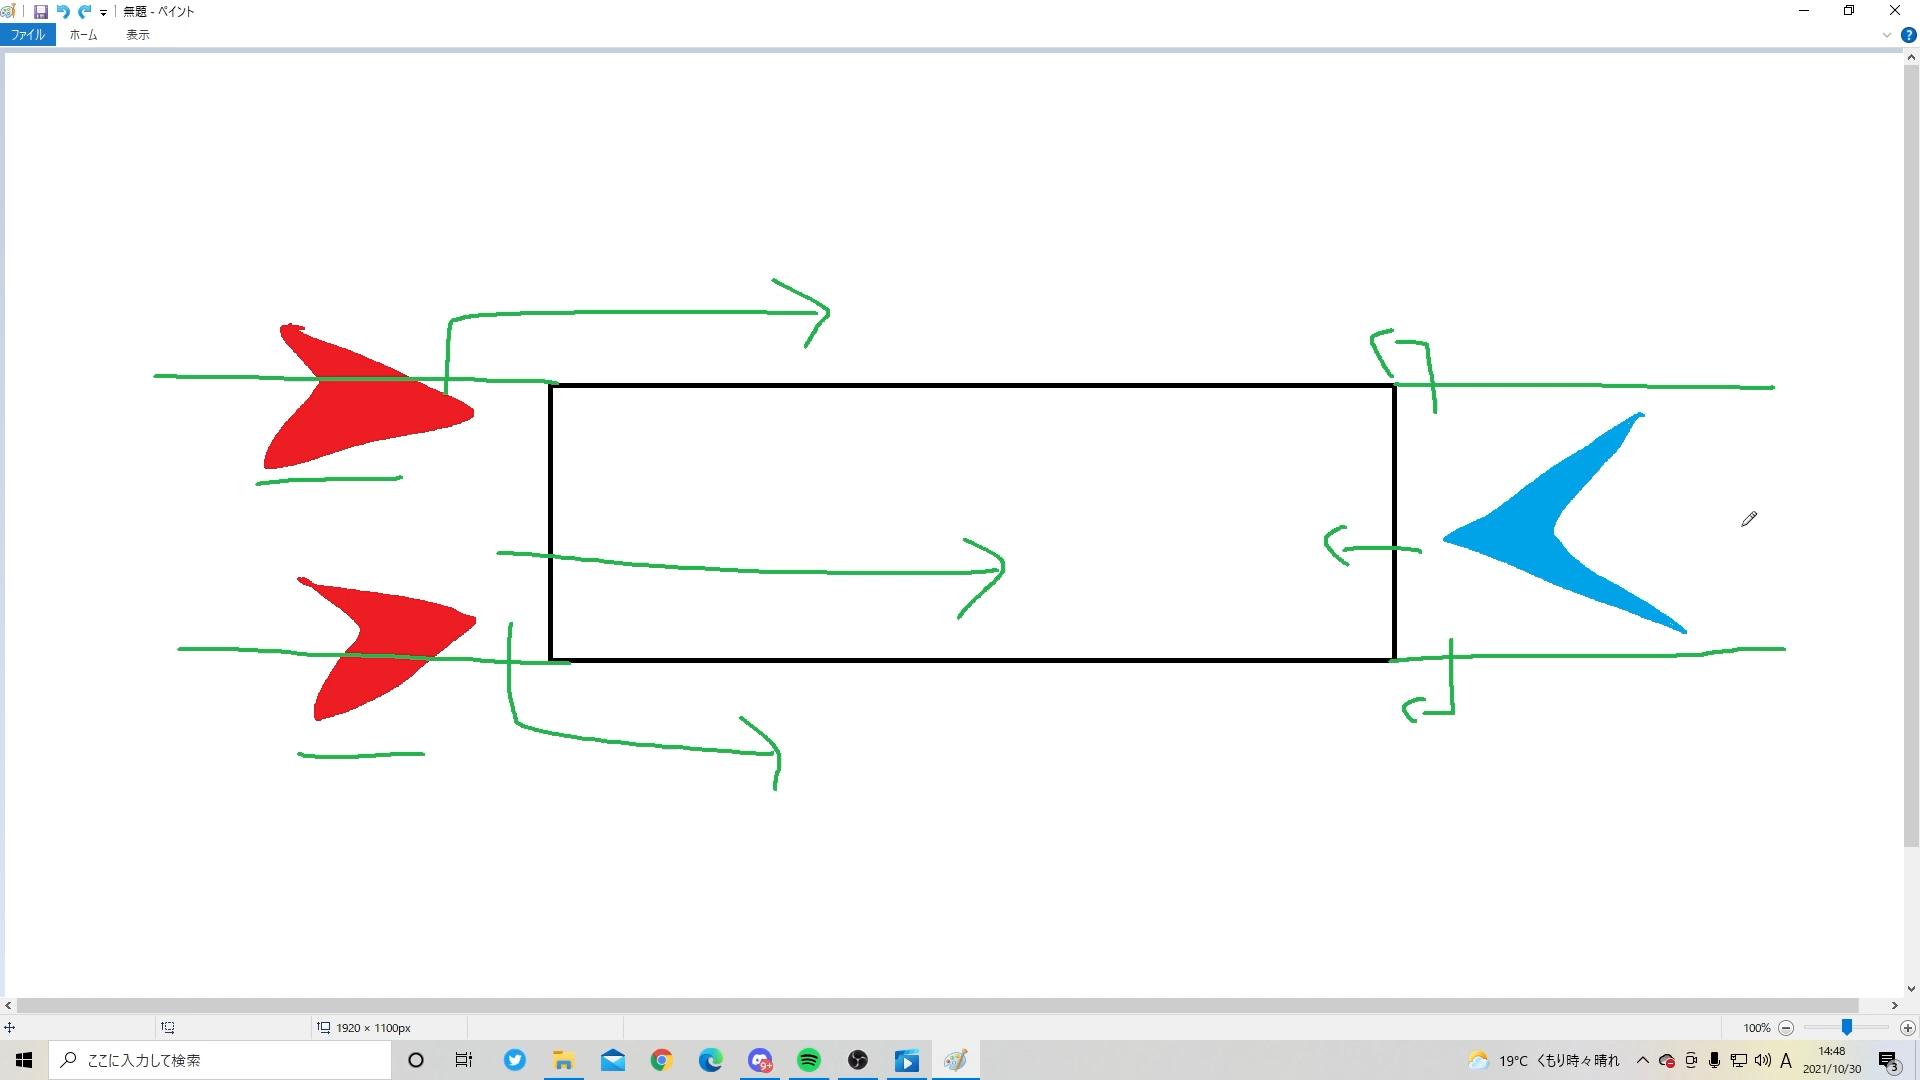 無題 - ペイント
ファイル ホーム 表示
?
1920 × 1100px
100%
ここに入力して検索
9+
19℃ くもり時々晴れ
A
14:48
2021/10/30
3